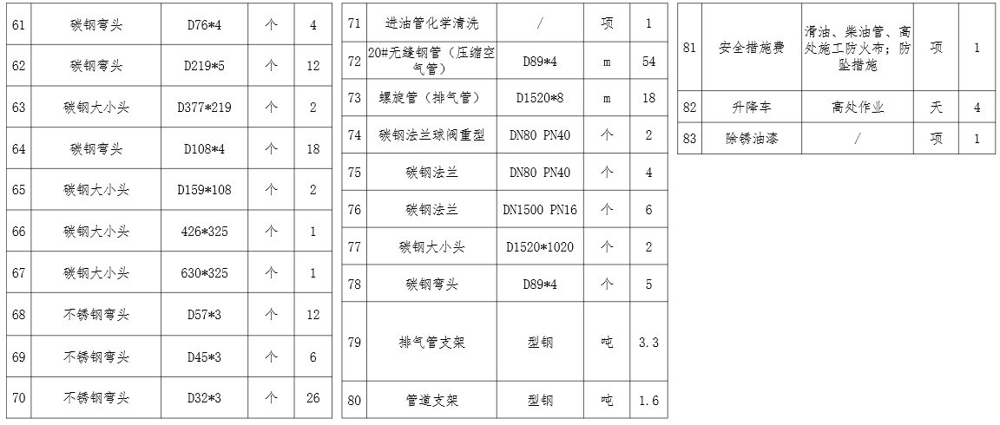 61 碳钢弯头 D76*4 个 4
62 碳钢弯头 D219*5 个 12
63 碳钢大小头 D377*219 个 2
64 碳钢弯头 D108*4 个 18
65 碳钢大小头 D159*108 个 2
66 碳钢大小头 426*325 个 1
67 碳钢大小头 630*325 个 1
68 不锈钢弯头 D57*3 个 12
69 不锈钢弯头 D45*3 个 6
70 不锈钢弯头 D32*3 个 26
71 进油管化学清洗 / 项 1
72 20#无缝钢管（压缩空
气管） D89*4 m 54
73 螺旋管（排气管） D1520*8 m 18
74 碳钢法兰球阀重型 DN80 PN40 个 2
75 碳钢法兰 DN80 PN40 个 4
76 碳钢法兰 DN1500 PN16 个 6
77 碳钢大小头 D1520*1020 个 2
78 碳钢弯头 D89*4 个 5
79 排气管支架 型钢 吨 3.3
80 管道支架 型钢 吨 1.6
81 安全措施费 滑油、柴油管、高
处施工防火布；防
坠措施 项 1
82 升降车 高处作业 天 4
83 除锈油漆 / 项 1